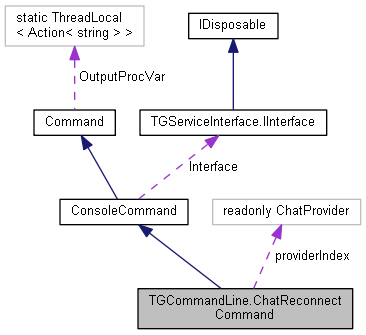 static ThreadLocal
< Action< string > >
IDisposable
OutputProcVar
Command
TGServiceInterface.IInterface
Interface
ConsoleCommand
readonly ChatProvider
providerIndex
TGCommandLine.ChatReconnect
Command